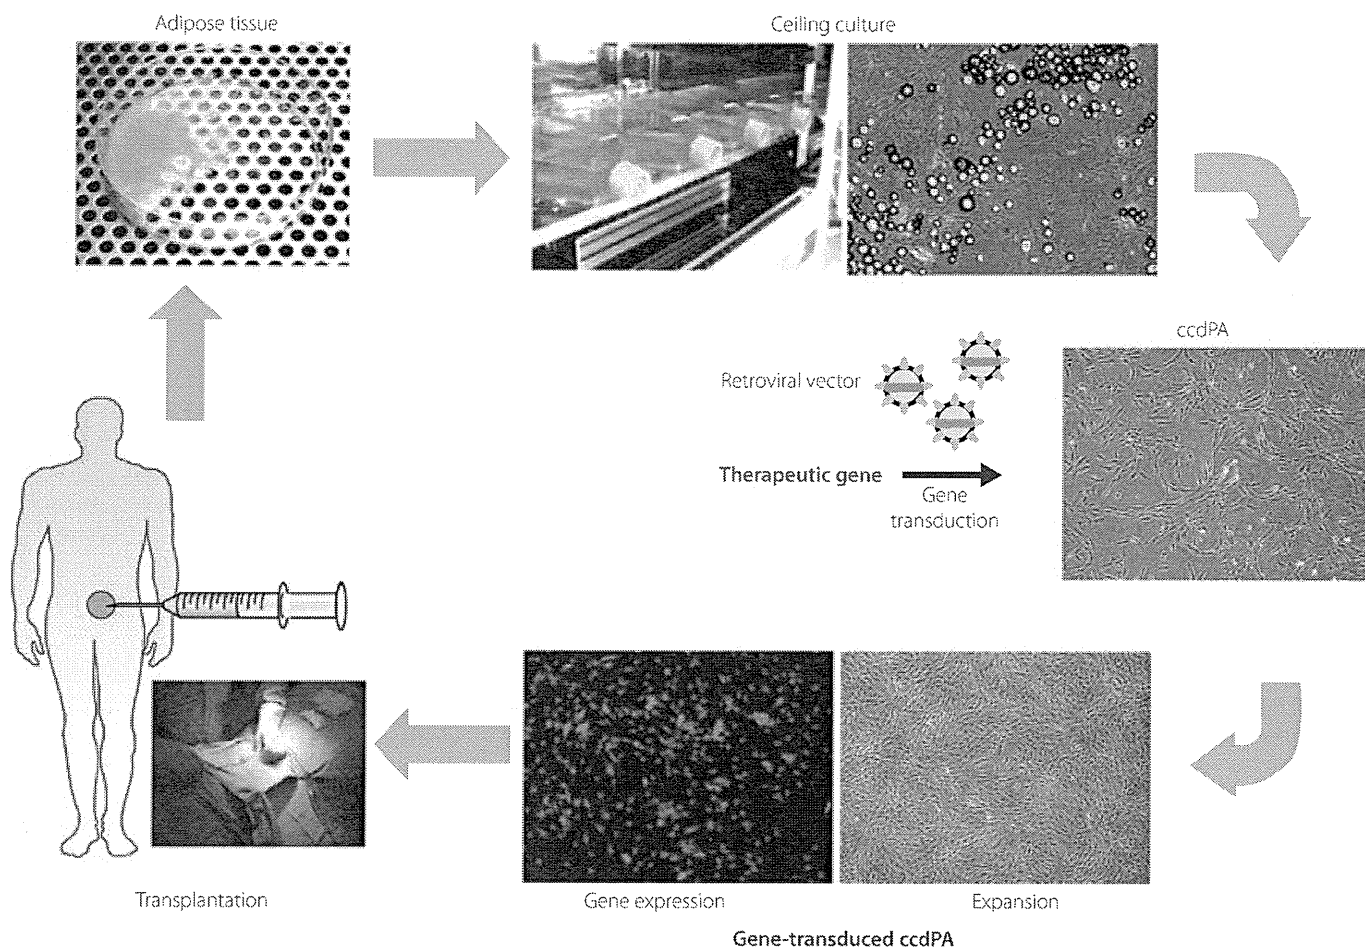 Adipose tissue
Ceiling culture
ccdPA
Retroviral vector
Therapeutic gene
Gene
transduction
Transplantation
Gene expression
Expansion
Gene-transduced ccdPA